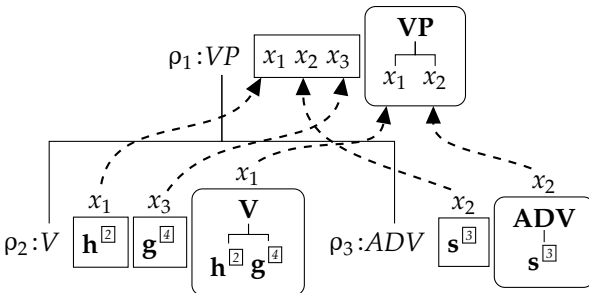 VP
ρ₁:VP x₁ x₂ x₃
x₁ x₂
x₁ x₃ x₁ x₂ x₂
V ADV
ρ₂:V h[2] g[4] ρ₃:ADV s[3]
h[2] g[4] s[3]